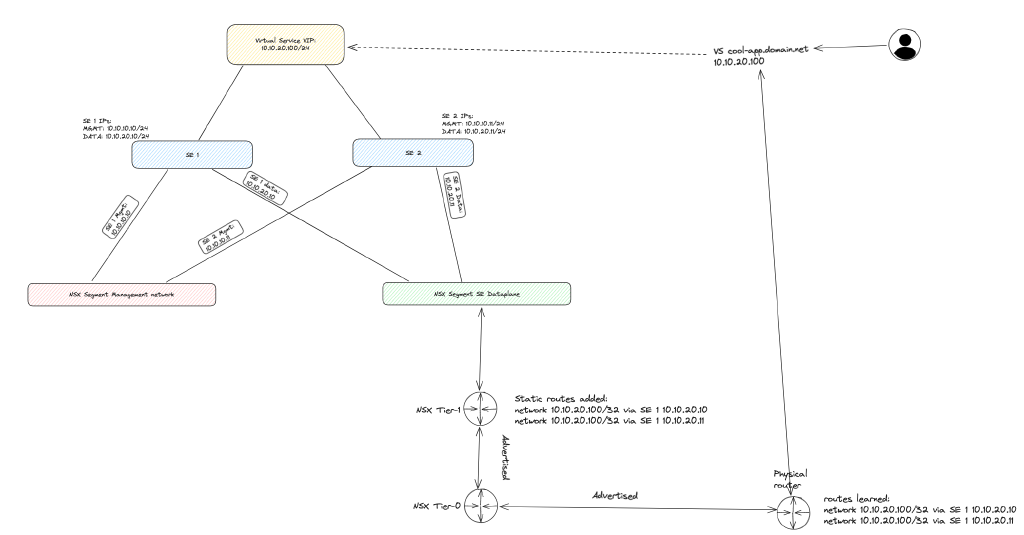 Virtual Service VIP:
10.10.20.100/24
VS cool-app.domain.net
10.10.20.100
SE 1 IPs:
MGMT: 10.10.10.10/24
DATA: 10.10.20.10/24
SE 2 IPs:
MGMT: 10.10.10.11/24
DATA: 10.10.20.11/24
SE 1
SE 2
SE 1 Mgmt:
10.10.10.10
SE 1 data:
10.10.20.10
SE 2 Mgmt:
10.10.10.11
SE 2 Data:
10.10.20.11
NSX Segment Management network
NSX Segment SE Dataplane
NSX Tier-1
Static routes added:
network 10.10.20.100/32 via SE 1 10.10.20.10
network 10.10.20.100/32 via SE 1 10.10.20.11
Advertised
NSX Tier-0
Advertised
Physical
router
routes learned:
network 10.10.20.100/32 via SE 1 10.10.20.10
network 10.10.20.100/32 via SE 1 10.10.20.11